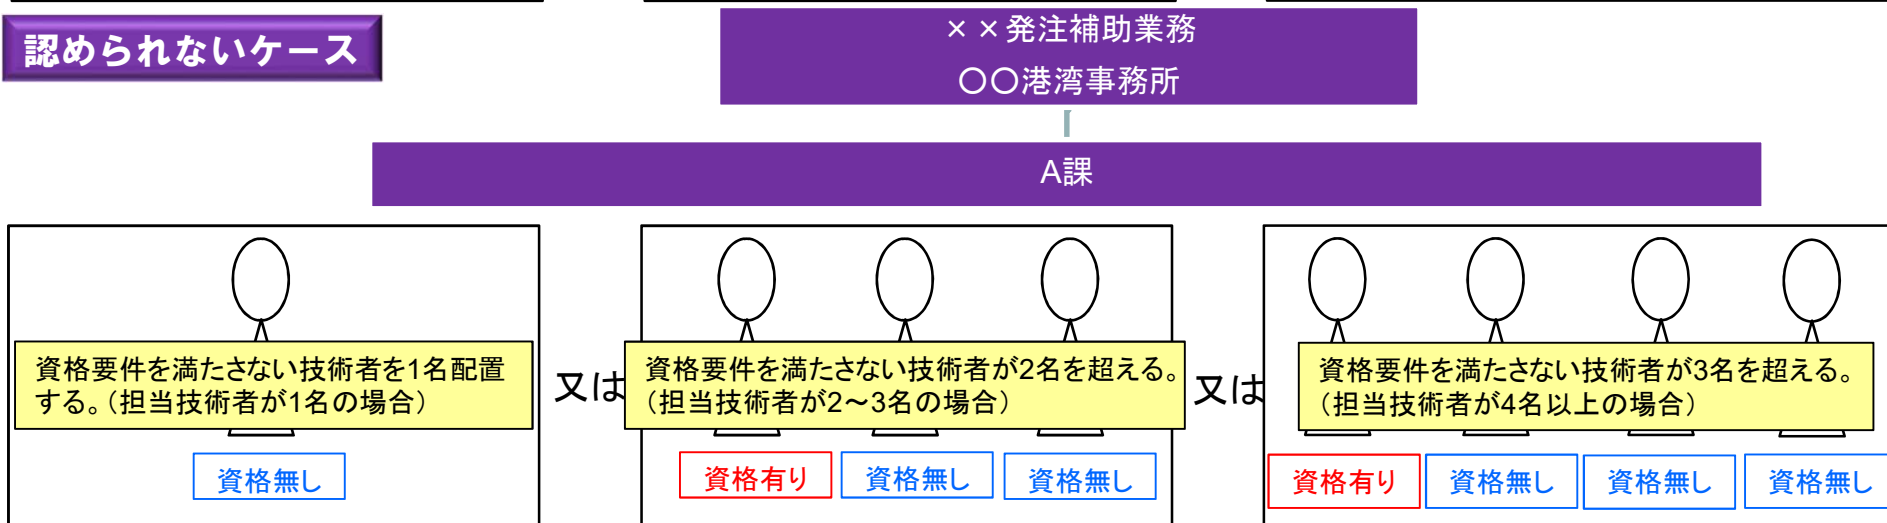 認められないケース
××発注補助業務
〇〇港湾事務所
A課
資格要件を満たさない技術者を1名配置
する。（担当技術者が1名の場合）
資格無し
又は
資格要件を満たさない技術者が2名を超える。
（担当技術者が2～3名の場合）
資格有り
資格無し
資格無し
又は
資格要件を満たさない技術者が3名を超える。
（担当技術者が4名以上の場合）
資格有り
資格無し
資格無し
資格無し